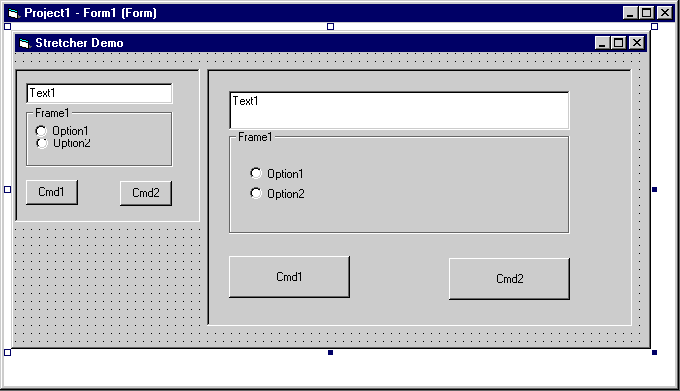 Project1 - Form1 (Form)
Stretcher Demo
Text1
Frame1
Option1
Option2
Cmd1 Cmd2
Text1
Frame1
Option1
Option2
Cmd1 Cmd2